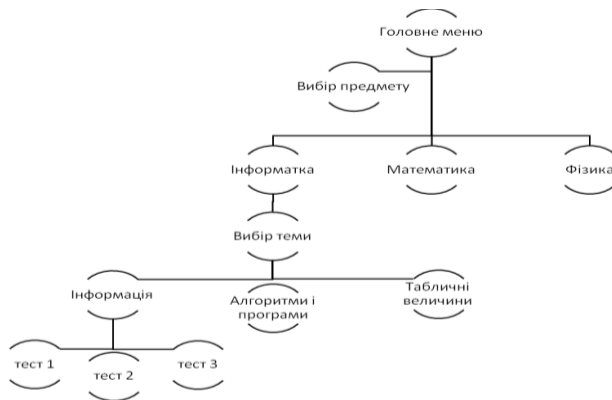 Головне меню
Вибір предмету
Інформатка
Математика
Фізика
Вибір теми
Інформація
Алгоритми і
програми
Табличні
величини
тест 1
тест 2
тест 3